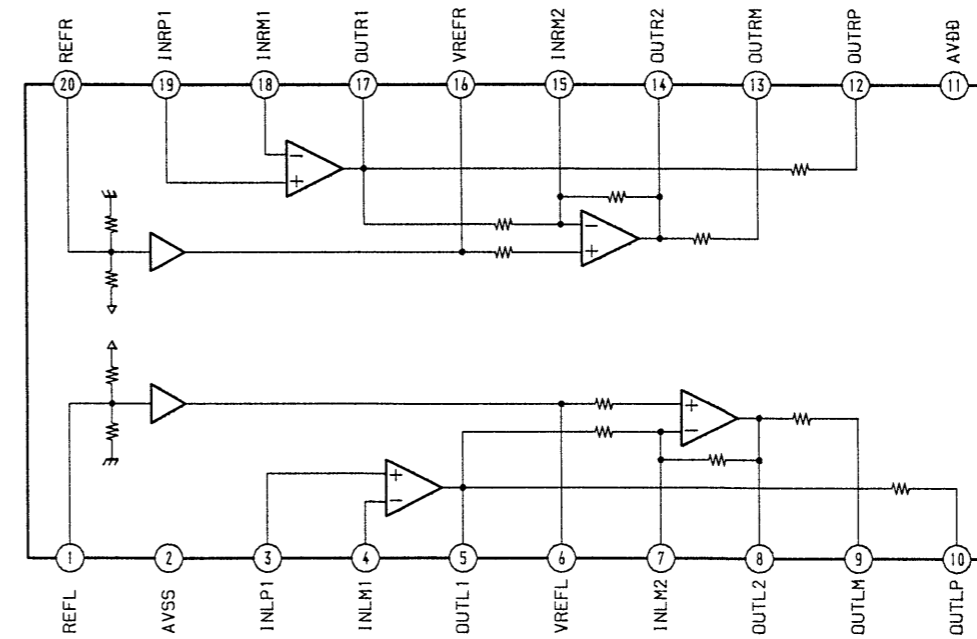 REFR
INRP1
INRM1
OUTR1
VREFR
INRM2
OUTR2
OUTRM
OUTRP
AVDD
20
19
18
17
16
15
14
13
12
11
−
+
−
+
+
−
+
−
1
2
3
4
5
6
7
8
9
10
REFL
AVSS
INLP1
INLM1
OUTL1
VREFL
INLM2
OUTL2
OUTLM
OUTLP